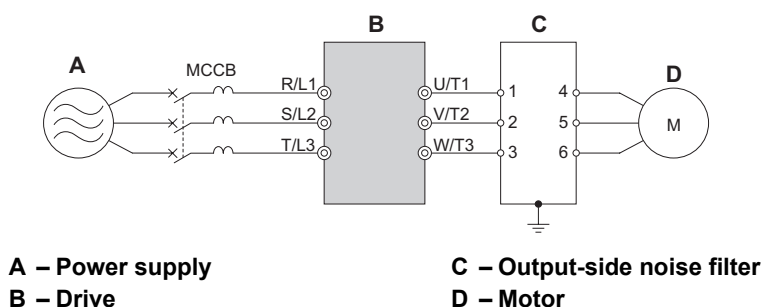 B
C
A
D
MCCB
R/L1
U/T1
1
4
S/L2
V/T2
2
5
M
T/L3
W/T3
3
6
A – Power supply
C – Output-side noise filter
B – Drive
D – Motor